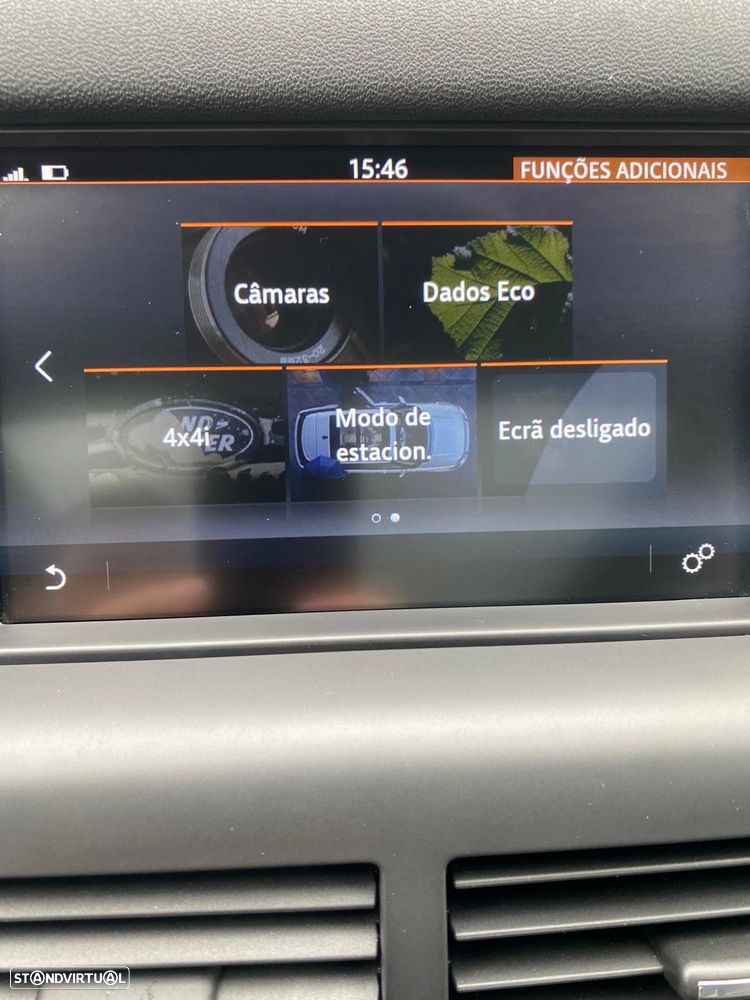 15:46
FUNÇÕES ADICIONAIS
Câmaras
Dados Eco
4x4i
Modo de
estacion.
Ecrã desligado
STANDVIRTUAL